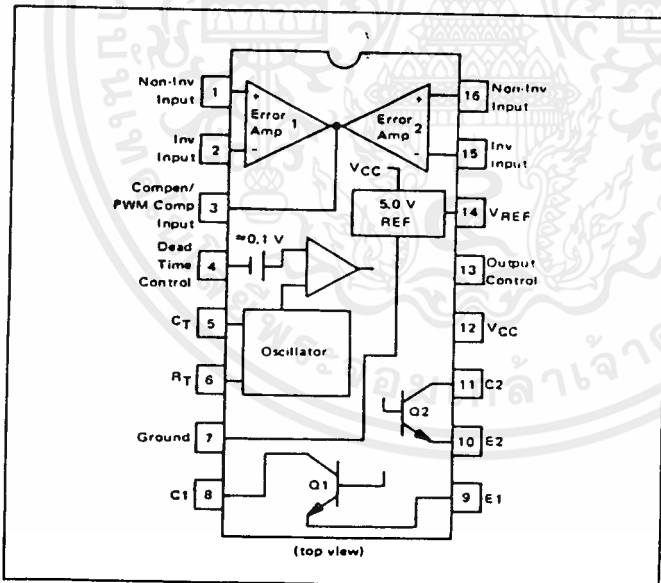 Non-Inv Input 1
Inv Input 2
Compen/ PWM Comp Input 3
Dead Time Control 4
CT 5
RT 6
Ground 7
C1 8
+ Error Amp 1 -
+ Error Amp 2 -
VCC
5.0 V REF
≈0.1 V
Oscillator
Q2
Q1
16 Non-Inv Input
15 Inv Input
14 VREF
13 Output Control
12 VCC
11 C2
10 E2
9 E1
(top view)